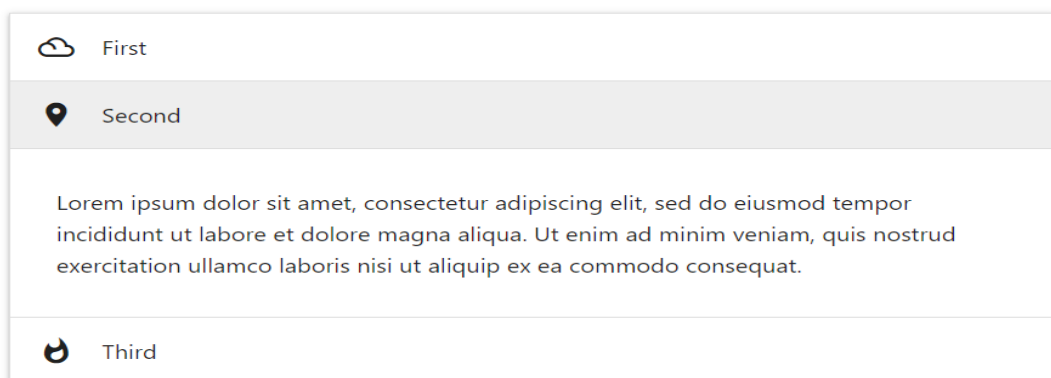 First
Second
Lorem ipsum dolor sit amet, consectetur adipiscing elit, sed do eiusmod tempor
incididunt ut labore et dolore magna aliqua. Ut enim ad minim veniam, quis nostrud
exercitation ullamco laboris nisi ut aliquip ex ea commodo consequat.
Third